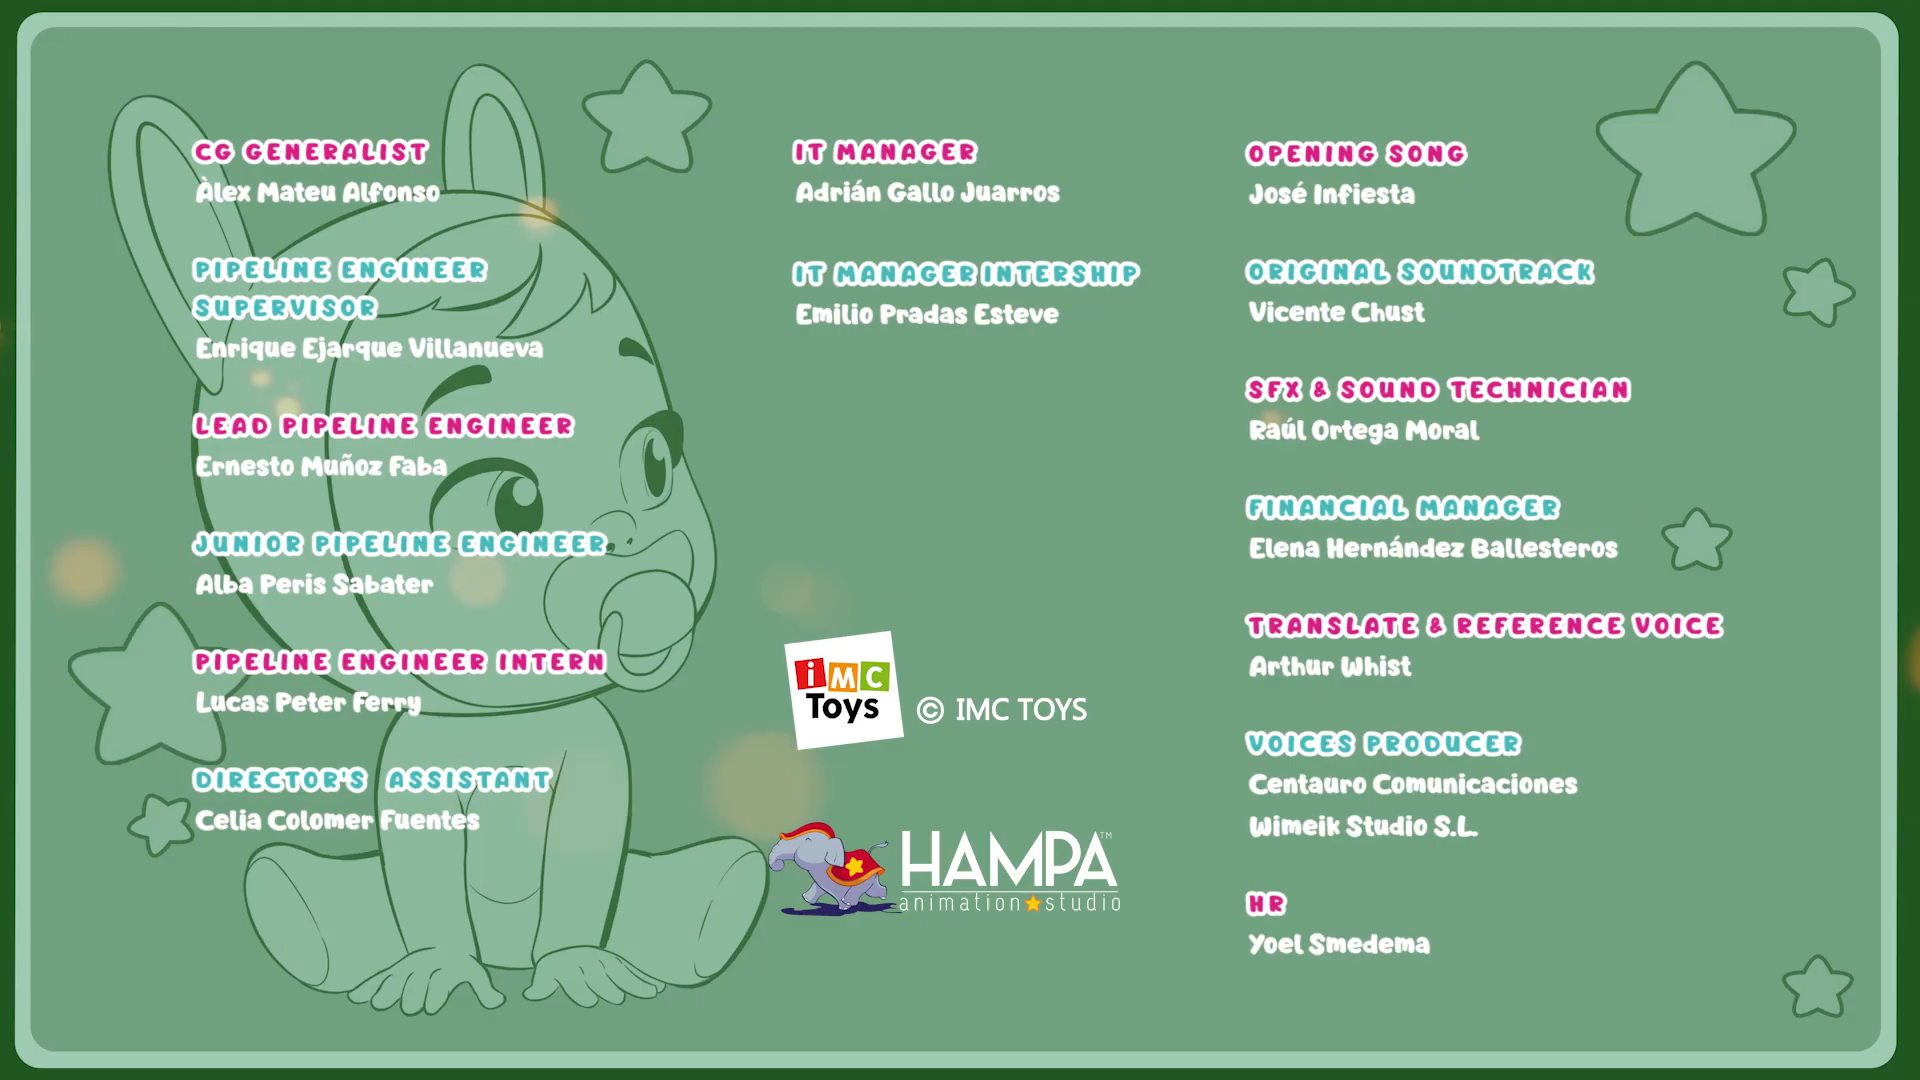 CG GENERALIST
Àlex Mateu Alfonso
PIPELINE ENGINEER
SUPERVISOR
Enrique Ejarque Villanueva
LEAD PIPELINE ENGINEER
Ernesto Muñoz Faba
JUNIOR PIPELINE ENGINEER
Alba Peris Sabater
PIPELINE ENGINEER INTERN
Lucas Peter Ferry
DIRECTOR'S ASSISTANT
Celia Colomer Fuentes
IT MANAGER
Adrián Gallo Juarros
IT MANAGER INTERSHIP
Emilio Pradas Esteve
iMC
Toys
© IMC TOYS
HAMPA™
animation studio
OPENING SONG
José Infiesta
ORIGINAL SOUNDTRACK
Vicente Chust
SFX & SOUND TECHNICIAN
Raúl Ortega Moral
FINANCIAL MANAGER
Elena Hernández Ballesteros
TRANSLATE & REFERENCE VOICE
Arthur Whist
VOICES PRODUCER
Centauro Comunicaciones
Wimeik Studio S.L.
HR
Yoel Smedema